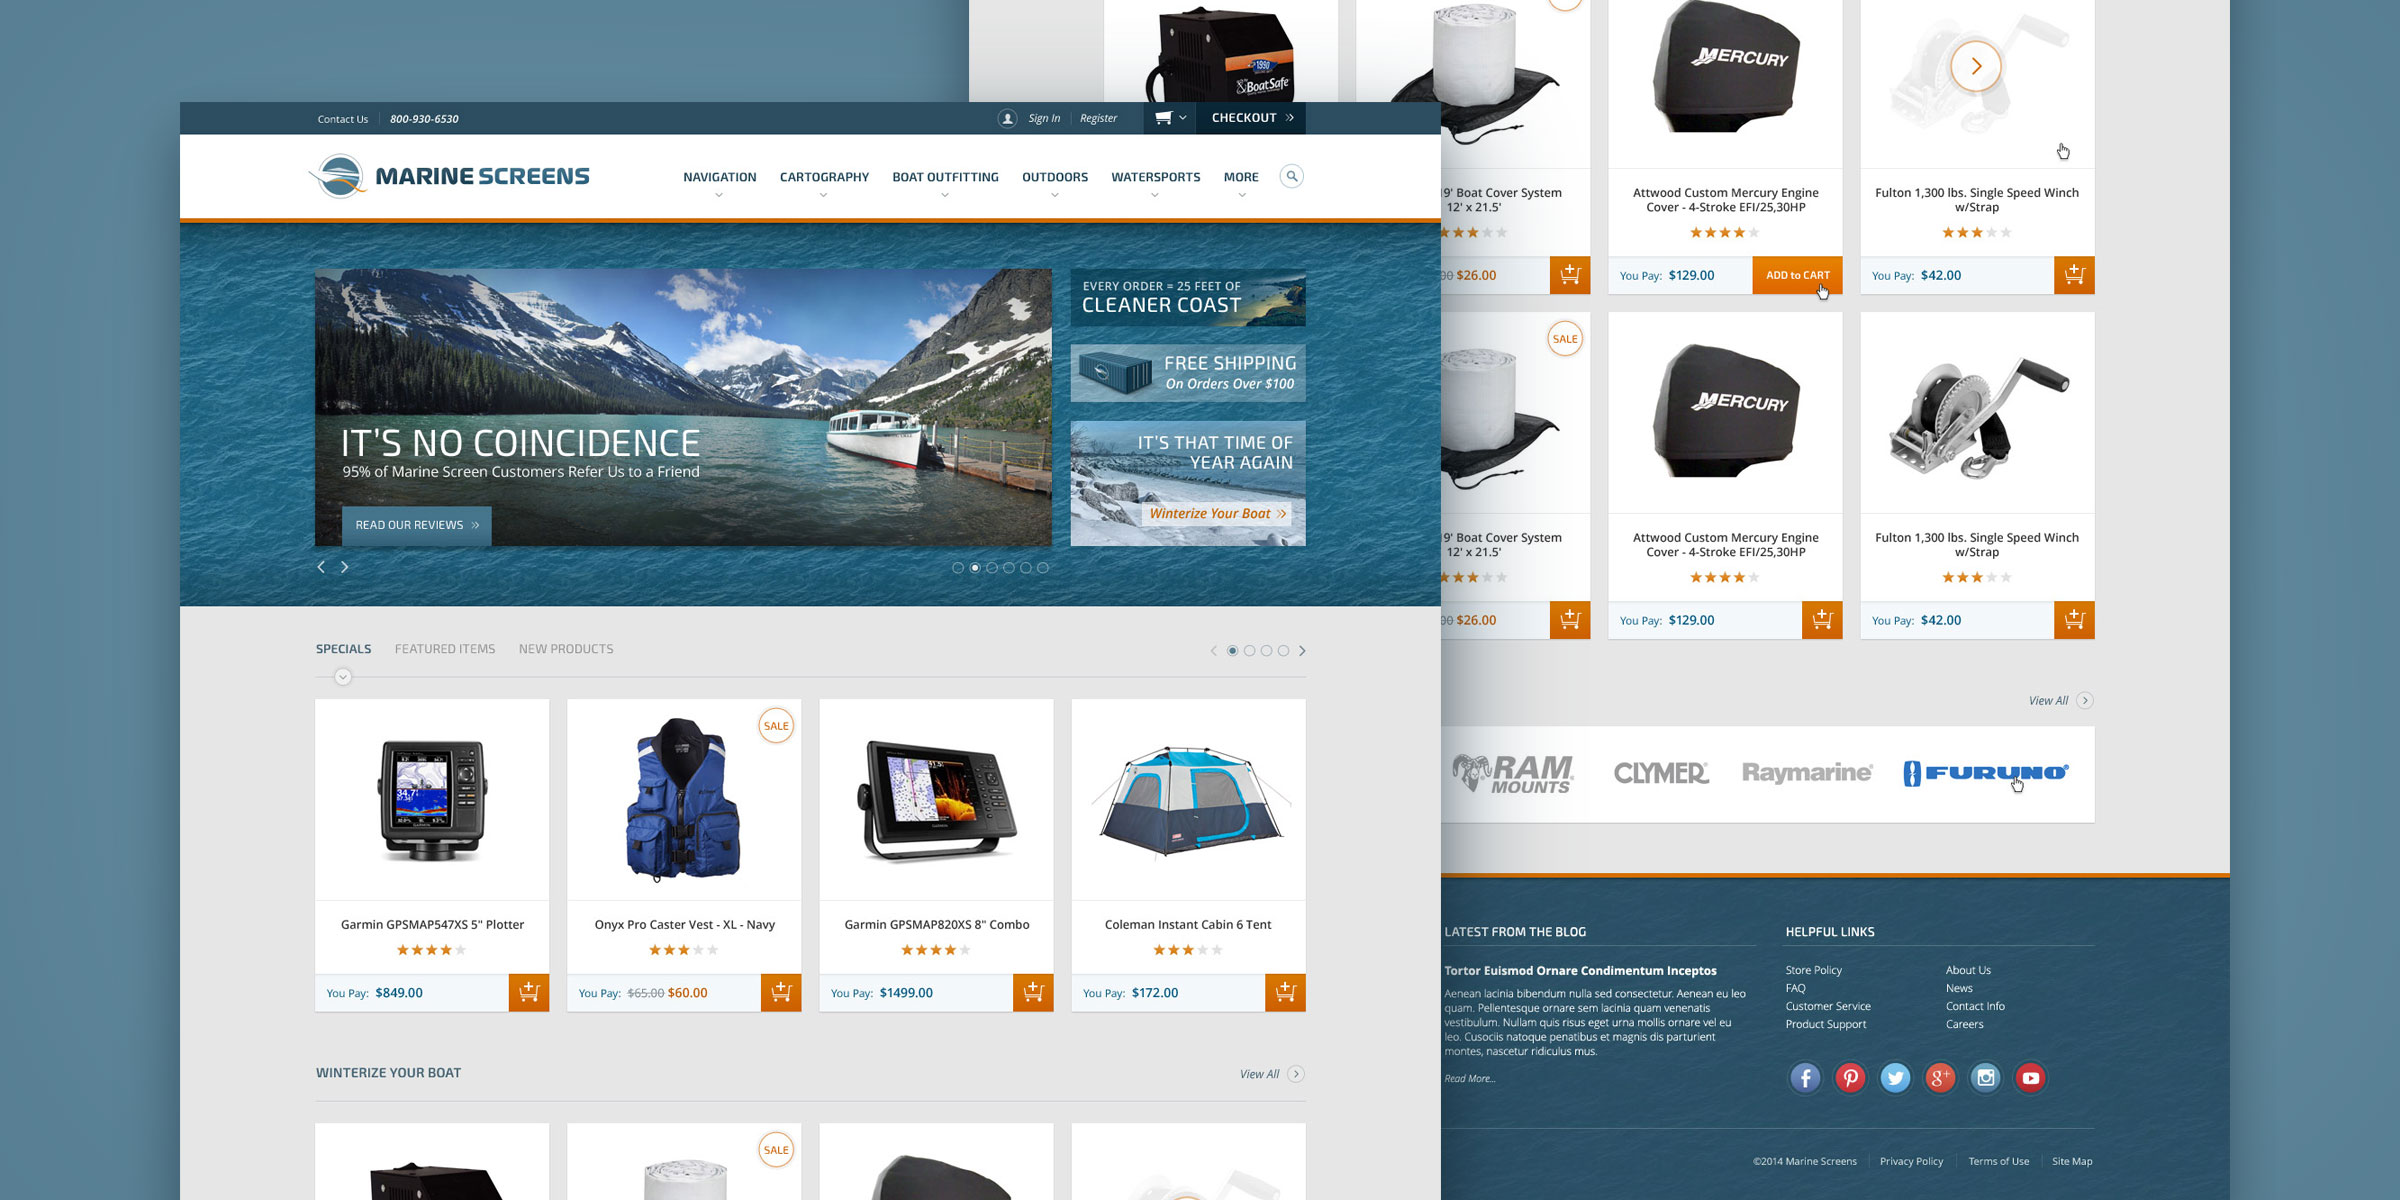 Contact Us
800-930-6530
Sign In
Register
CHECKOUT
MARINE SCREENS
NAVIGATION
CARTOGRAPHY
BOAT OUTFITTING
OUTDOORS
WATERSPORTS
MORE
IT'S NO COINCIDENCE
95% of Marine Screen Customers Refer Us to a Friend
READ OUR REVIEWS
EVERY ORDER = 25 FEET OF
CLEANER COAST
FREE SHIPPING
On Orders Over $100
IT'S THAT TIME OF
YEAR AGAIN
Winterize Your Boat
SPECIALS
FEATURED ITEMS
NEW PRODUCTS
SALE
Garmin GPSMAP547XS 5" Plotter
You Pay: $849.00
Onyx Pro Caster Vest - XL - Navy
You Pay: $65.00 $60.00
Garmin GPSMAP820XS 8" Combo
You Pay: $1499.00
Coleman Instant Cabin 6 Tent
You Pay: $172.00
WINTERIZE YOUR BOAT
View All
SALE
1990
BoatSafe
MERCURY
19' Boat Cover System
12' x 21.5'
$26.00
Attwood Custom Mercury Engine
Cover - 4-Stroke EFI/25,30HP
You Pay: $129.00
ADD to CART
Fulton 1,300 lbs. Single Speed Winch
w/Strap
You Pay: $42.00
SALE
MERCURY
9' Boat Cover System
12' x 21.5'
$26.00
Attwood Custom Mercury Engine
Cover - 4-Stroke EFI/25,30HP
You Pay: $129.00
Fulton 1,300 lbs. Single Speed Winch
w/Strap
You Pay: $42.00
View All
RAM
MOUNTS
CLYMER
Raymarine
FURUNO
LATEST FROM THE BLOG
Tortor Euismod Ornare Condimentum Inceptos
Aenean lacinia bibendum nulla sed consectetur. Aenean eu leo
quam. Pellentesque ornare sem lacinia quam venenatis
vestibulum. Nullam quis risus eget urna mollis ornare vel eu
leo. Cusociis natoque penatibus et magnis dis parturient
montes, nascetur ridiculus mus.
Read More...
HELPFUL LINKS
Store Policy
FAQ
Customer Service
Product Support
About Us
News
Contact Info
Careers
©2014 Marine Screens
Privacy Policy
Terms of Use
Site Map